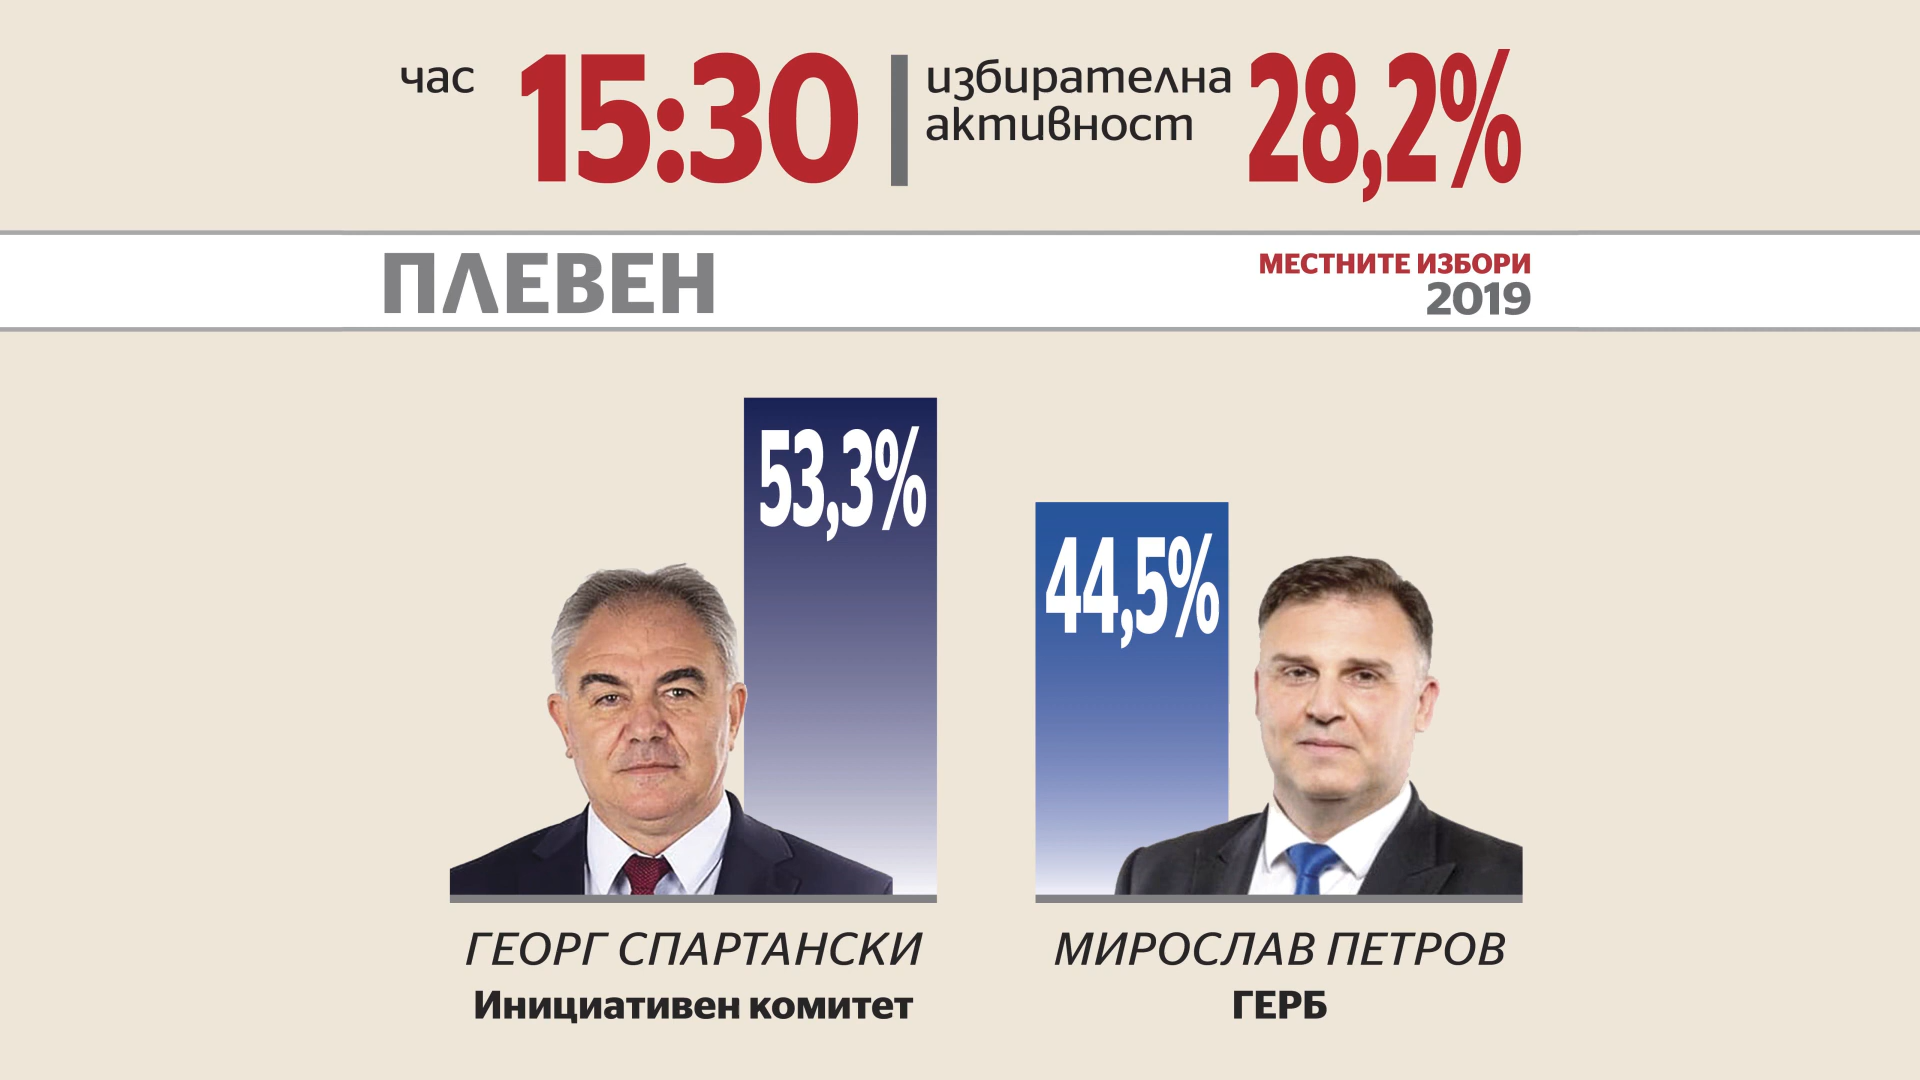 час 15:30
избирателна
активност
28,2%
ПЛЕВЕН
МЕСТНИТЕ ИЗБОРИ
2019
53,3%
44,5%
ГЕОРГ СПАРТАНСКИ
Инициативен комитет
МИРОСЛАВ ПЕТРОВ
ГЕРБ